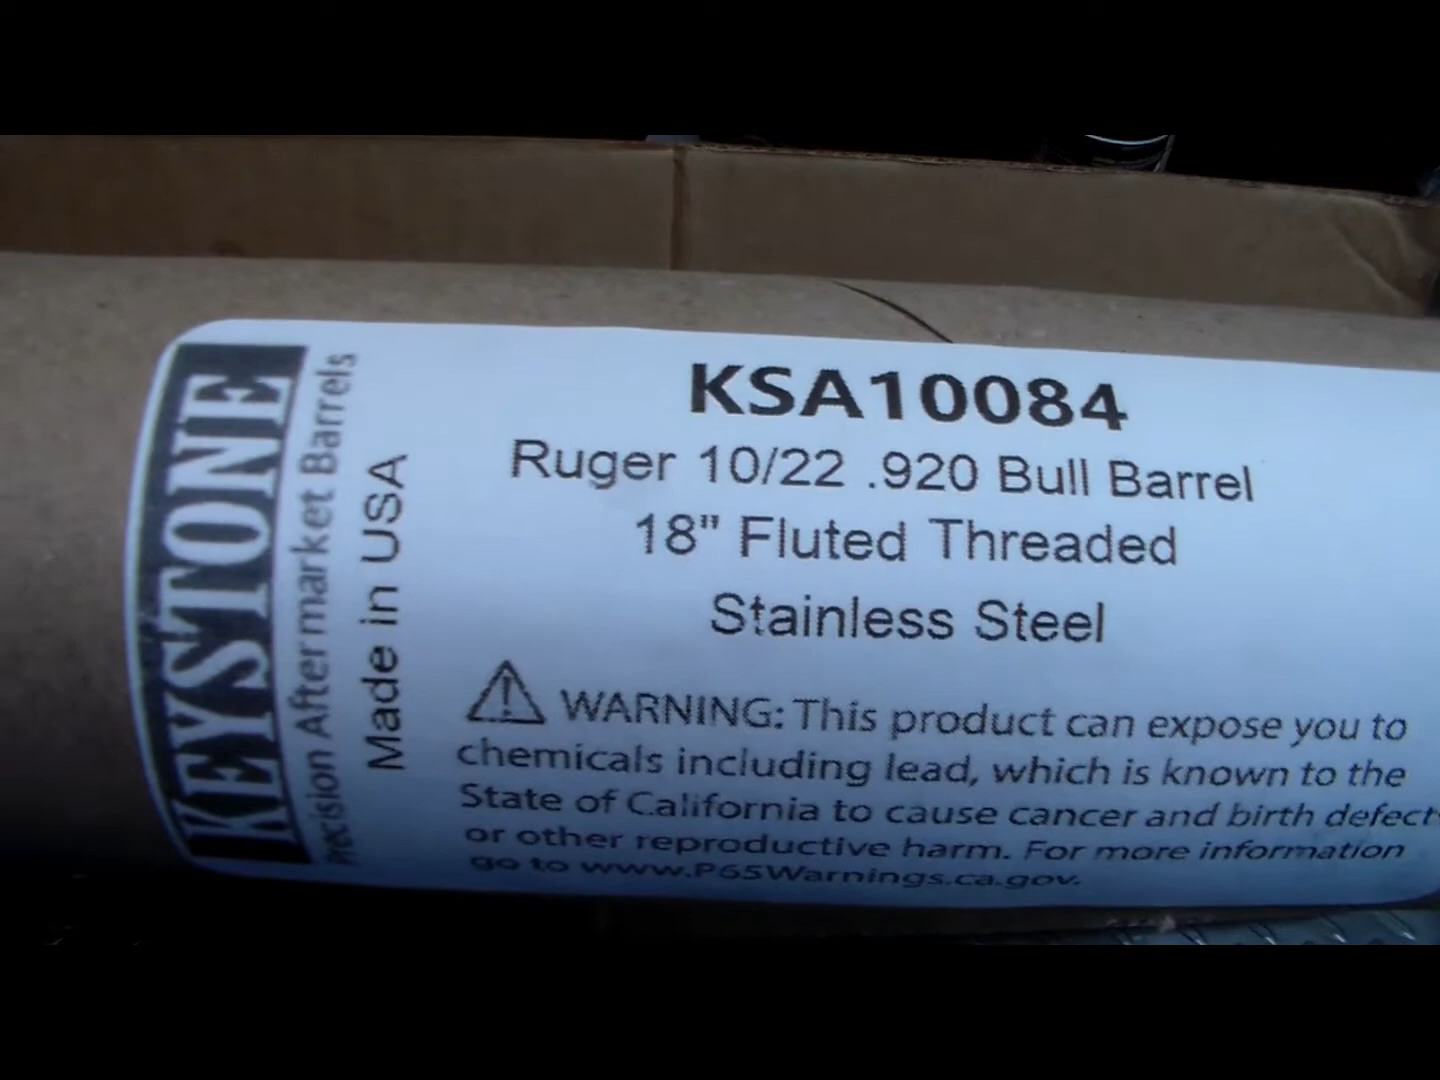 KEYSTONE
Precision Aftermarket Barrels
Made in USA
KSA10084
Ruger 10/22 .920 Bull Barrel
18" Fluted Threaded
Stainless Steel
WARNING: This product can expose you to
chemicals including lead, which is known to the
State of California to cause cancer and birth defect
or other reproductive harm. For more information
go to www.P65Warnings.ca.gov.